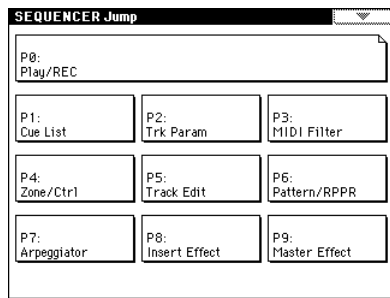 SEQUENCER Jump
P0:
Play/REC
P1:
Cue List
P2:
Trk Param
P3:
MIDI Filter
P4:
Zone/Ctrl
P5:
Track Edit
P6:
Pattern/RPPR
P7:
Arpeggiator
P8:
Insert Effect
P9:
Master Effect